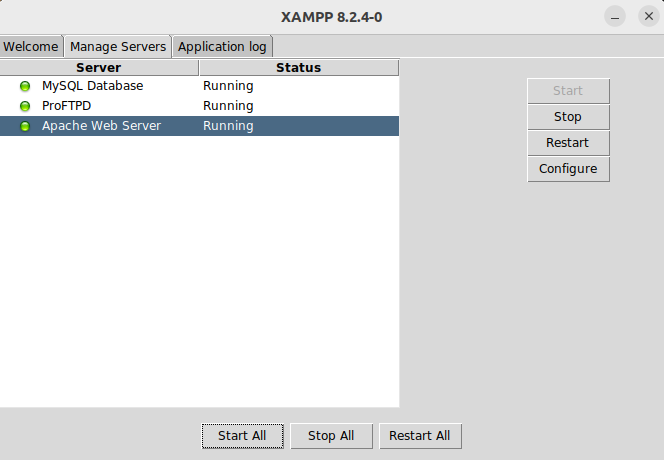 XAMPP 8.2.4-0
Welcome Manage Servers Application log
Server Status
MySQL Database Running
ProFTPD Running
Apache Web Server Running
Start
Stop
Restart
Configure
Start All Stop All Restart All